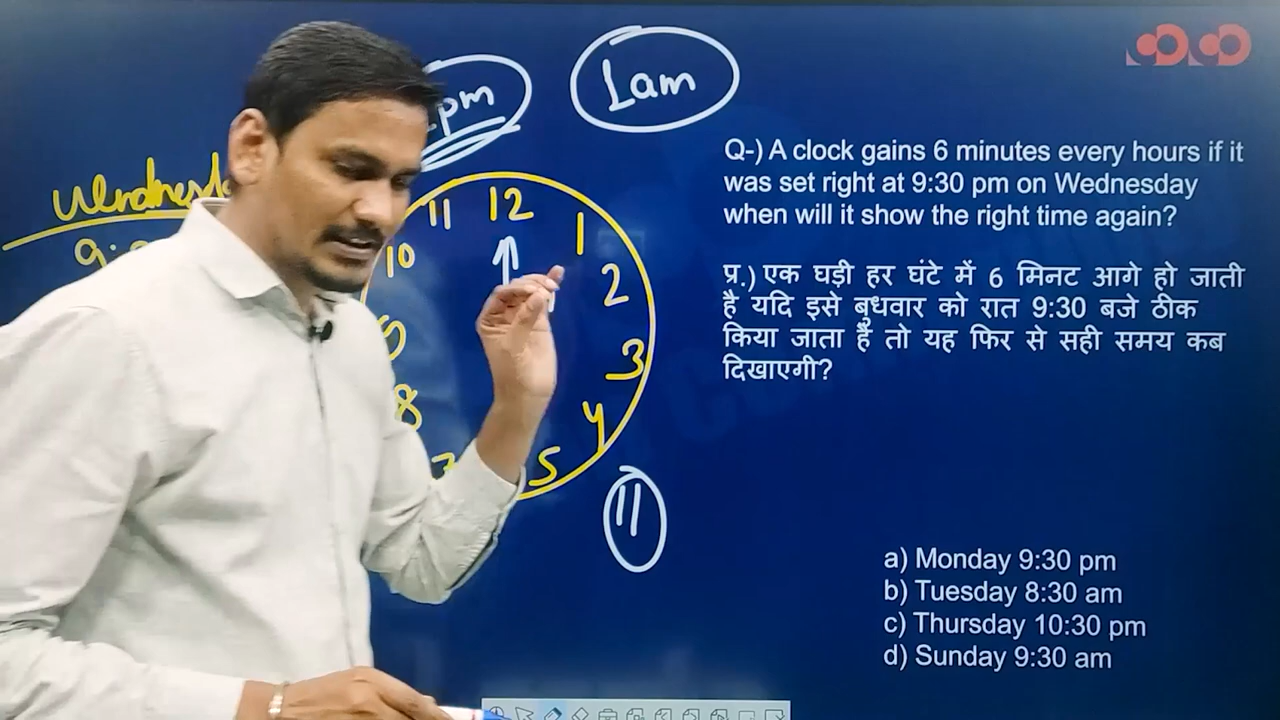 pm
1am
Q-) A clock gains 6 minutes every hours if it
was set right at 9:30 pm on Wednesday
when will it show the right time again?
11 12 1
10 2
3
8 4
5
11
प्र.) एक घड़ी हर घंटे में 6 मिनट आगे हो जाती
है यदि इसे बुधवार को रात 9:30 बजे ठीक
किया जाता है तो यह फिर से सही समय कब
दिखाएगी?
a) Monday 9:30 pm
b) Tuesday 8:30 am
c) Thursday 10:30 pm
d) Sunday 9:30 am